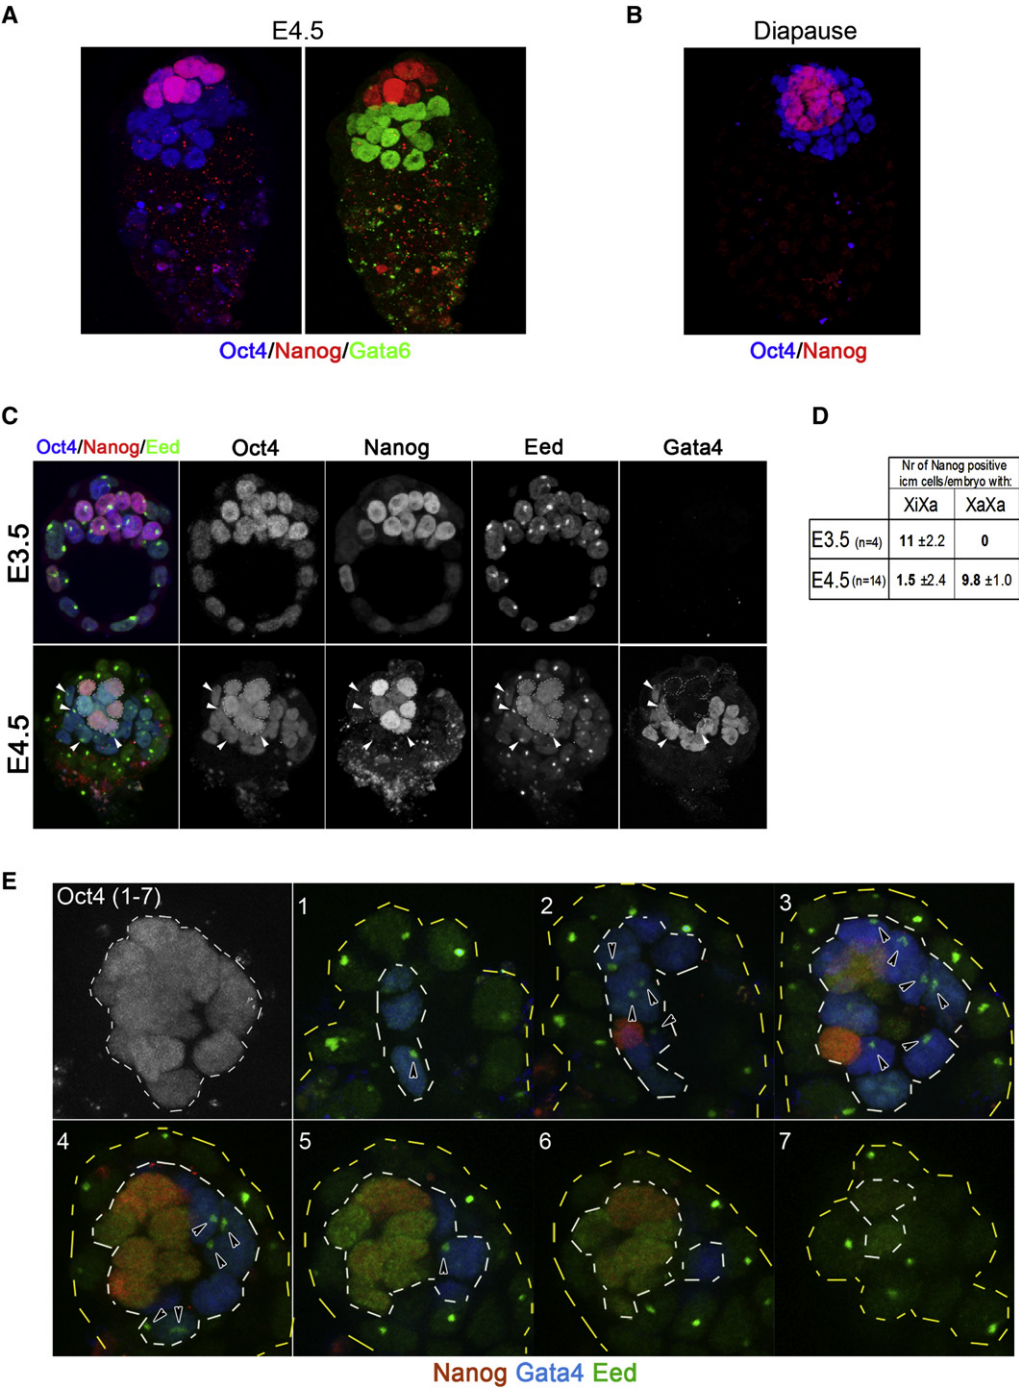 A
E4.5
Oct4/Nanog/Gata6
B
Diapause
Oct4/Nanog
C
Oct4/Nanog/Eed
Oct4
Nanog
Eed
Gata4
E3.5
E4.5
D
Nr of Nanog positive
icm cells/embryo with:
XiXa XaXa
E3.5 (n=4) 11 ±2.2 0
E4.5 (n=14) 1.5 ±2.4 9.8 ±1.0
E
Oct4 (1-7)
1
2
3
4
5
6
7
Nanog Gata4 Eed